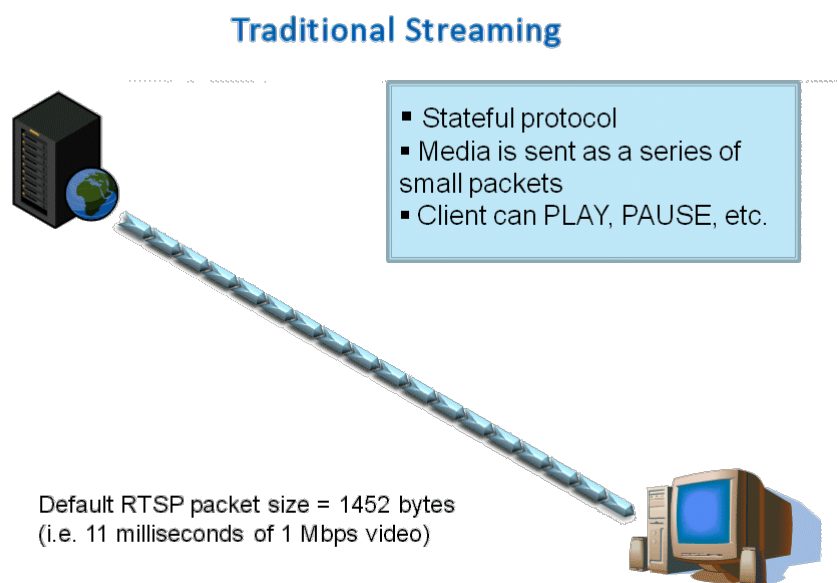 Traditional Streaming
▪ Stateful protocol
▪ Media is sent as a series of
small packets
▪ Client can PLAY, PAUSE, etc.
Default RTSP packet size = 1452 bytes
(i.e. 11 milliseconds of 1 Mbps video)